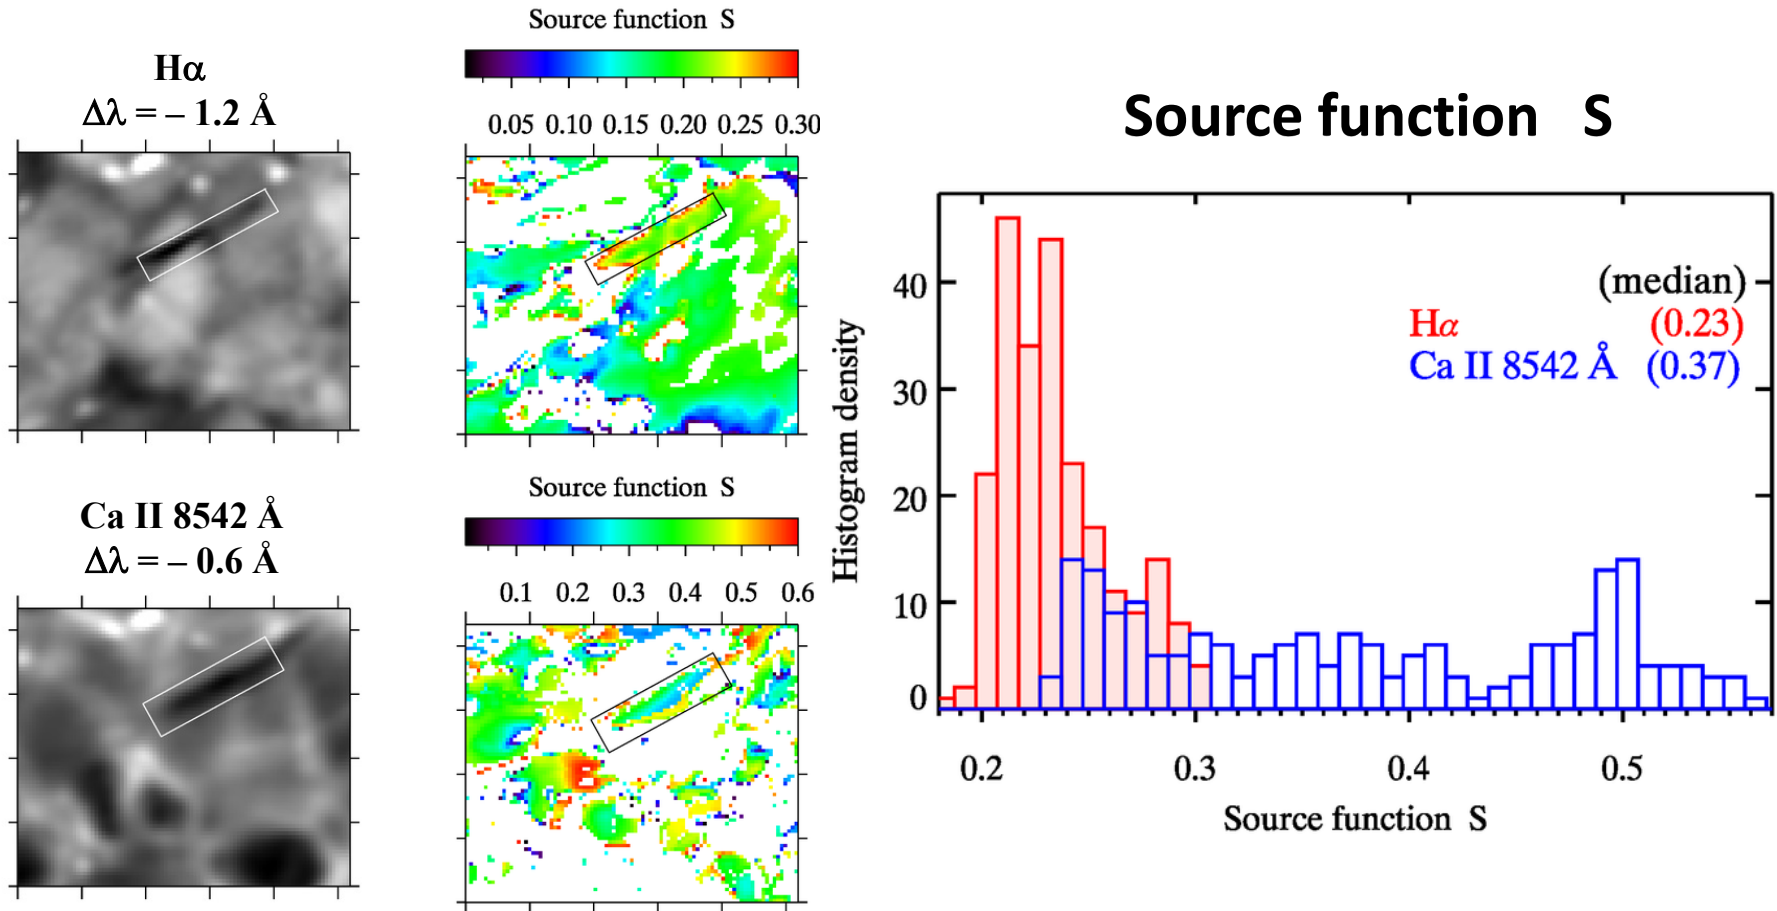 Hα
Δλ = – 1.2 Å
Source function S
0.05 0.10 0.15 0.20 0.25 0.30
Ca II 8542 Å
Δλ = – 0.6 Å
Source function S
0.1 0.2 0.3 0.4 0.5 0.6
Source function S
Histogram density
40
30
20
10
0
(median)
Hα (0.23)
Ca II 8542 Å (0.37)
0.2 0.3 0.4 0.5
Source function S